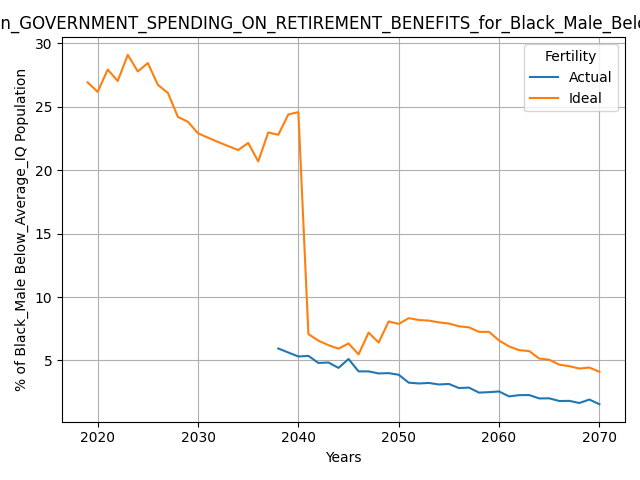 n_GOVERNMENT_SPENDING_ON_RETIREMENT_BENEFITS_for_Black_Male_Belo
% of Black_Male Below_Average_IQ Population
30
25
20
15
10
5
Fertility
Actual
Ideal
2020 2030 2040 2050 2060 2070
Years